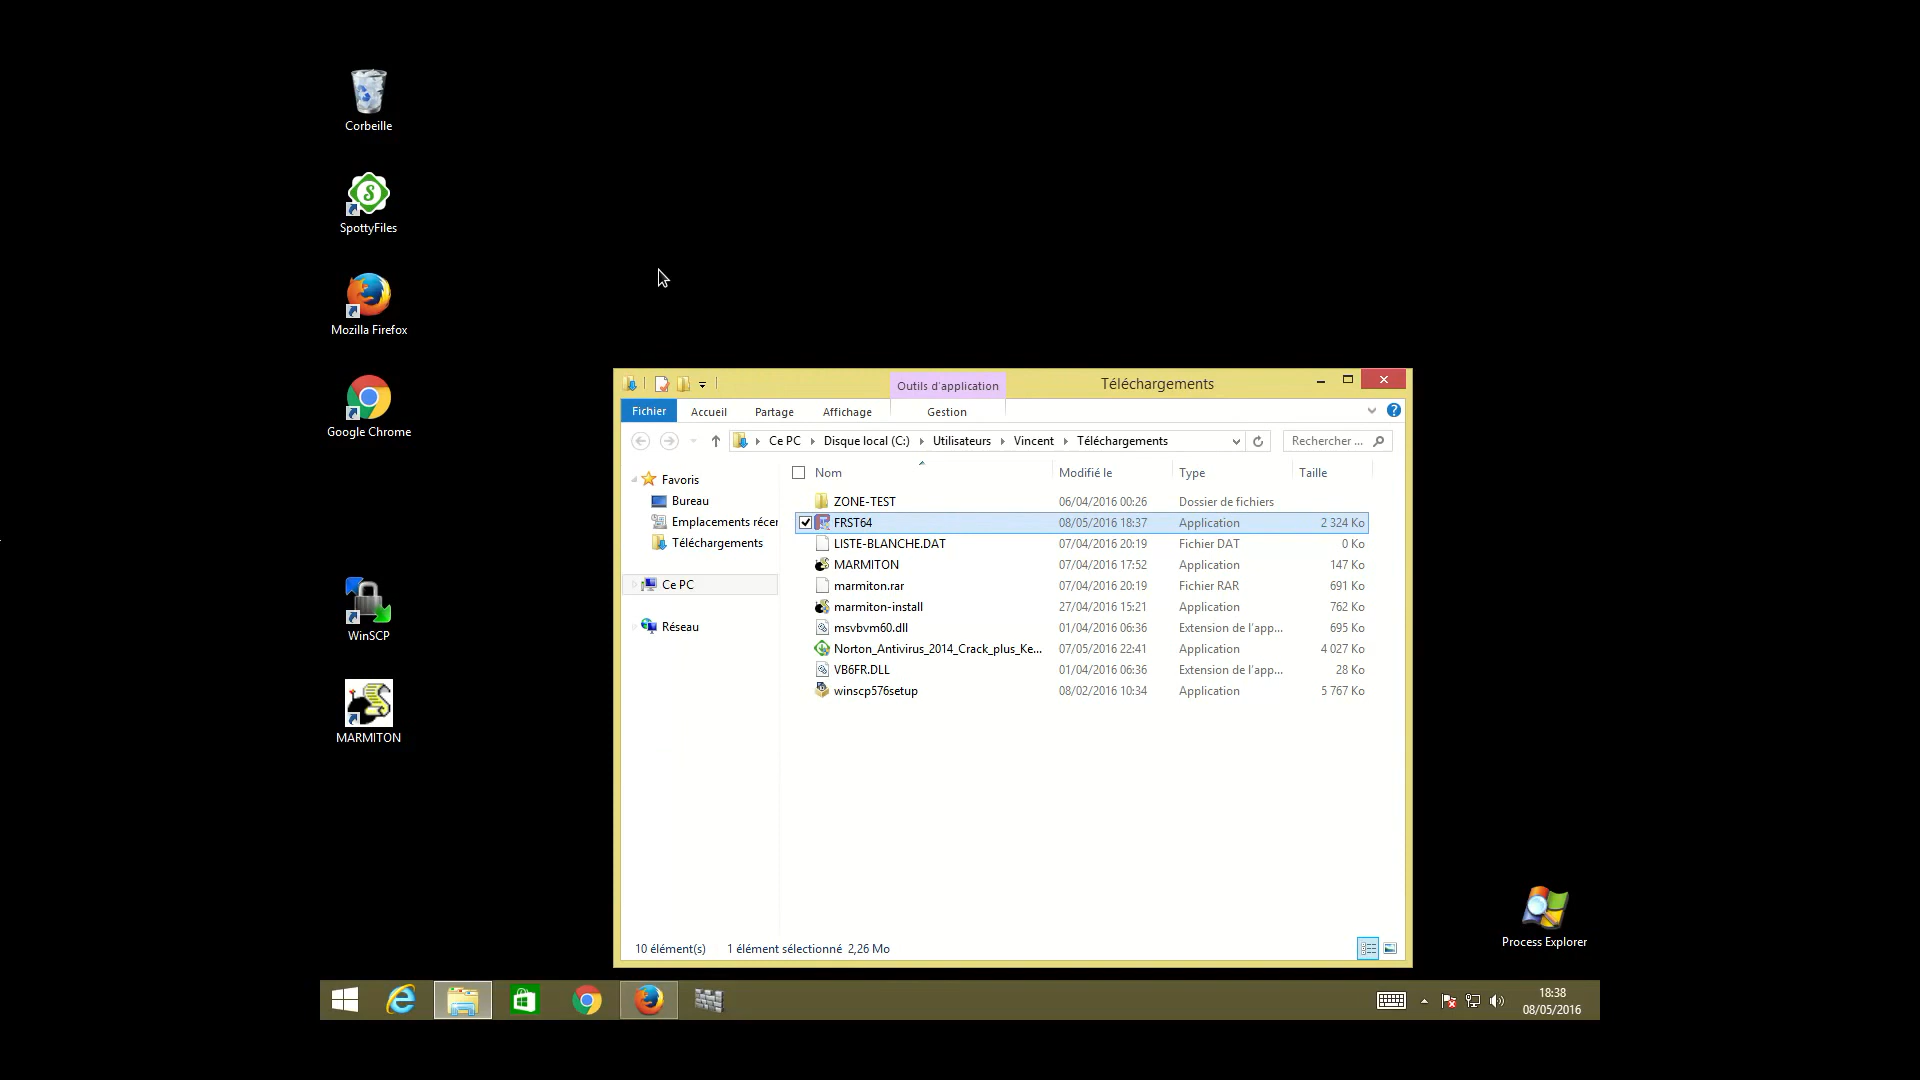 Corbeille
SpottyFiles
Mozilla Firefox
Google Chrome
WinSCP
MARMITON
Outils d'application
Téléchargements
Fichier
Accueil
Partage
Affichage
Gestion
Ce PC
Disque local (C:)
Utilisateurs
Vincent
Téléchargements
Rechercher ...
Favoris
Bureau
Emplacements récer
Téléchargements
Ce PC
Réseau
Nom Modifié le Type Taille
ZONE-TEST 06/04/2016 00:26 Dossier de fichiers
FRST64 08/05/2016 18:37 Application 2 324 Ko
LISTE-BLANCHE.DAT 07/04/2016 20:19 Fichier DAT 0 Ko
MARMITON 07/04/2016 17:52 Application 147 Ko
marmiton.rar 07/04/2016 20:19 Fichier RAR 691 Ko
marmiton-install 27/04/2016 15:21 Application 762 Ko
msvbvm60.dll 01/04/2016 06:36 Extension de l'app... 695 Ko
Norton_Antivirus_2014_Crack_plus_Ke... 07/05/2016 22:41 Application 4 027 Ko
VB6FR.DLL 01/04/2016 06:36 Extension de l'app... 28 Ko
winscp576setup 08/02/2016 10:34 Application 5 767 Ko
10 élément(s) 1 élément sélectionné 2,26 Mo
Process Explorer
18:38
08/05/2016